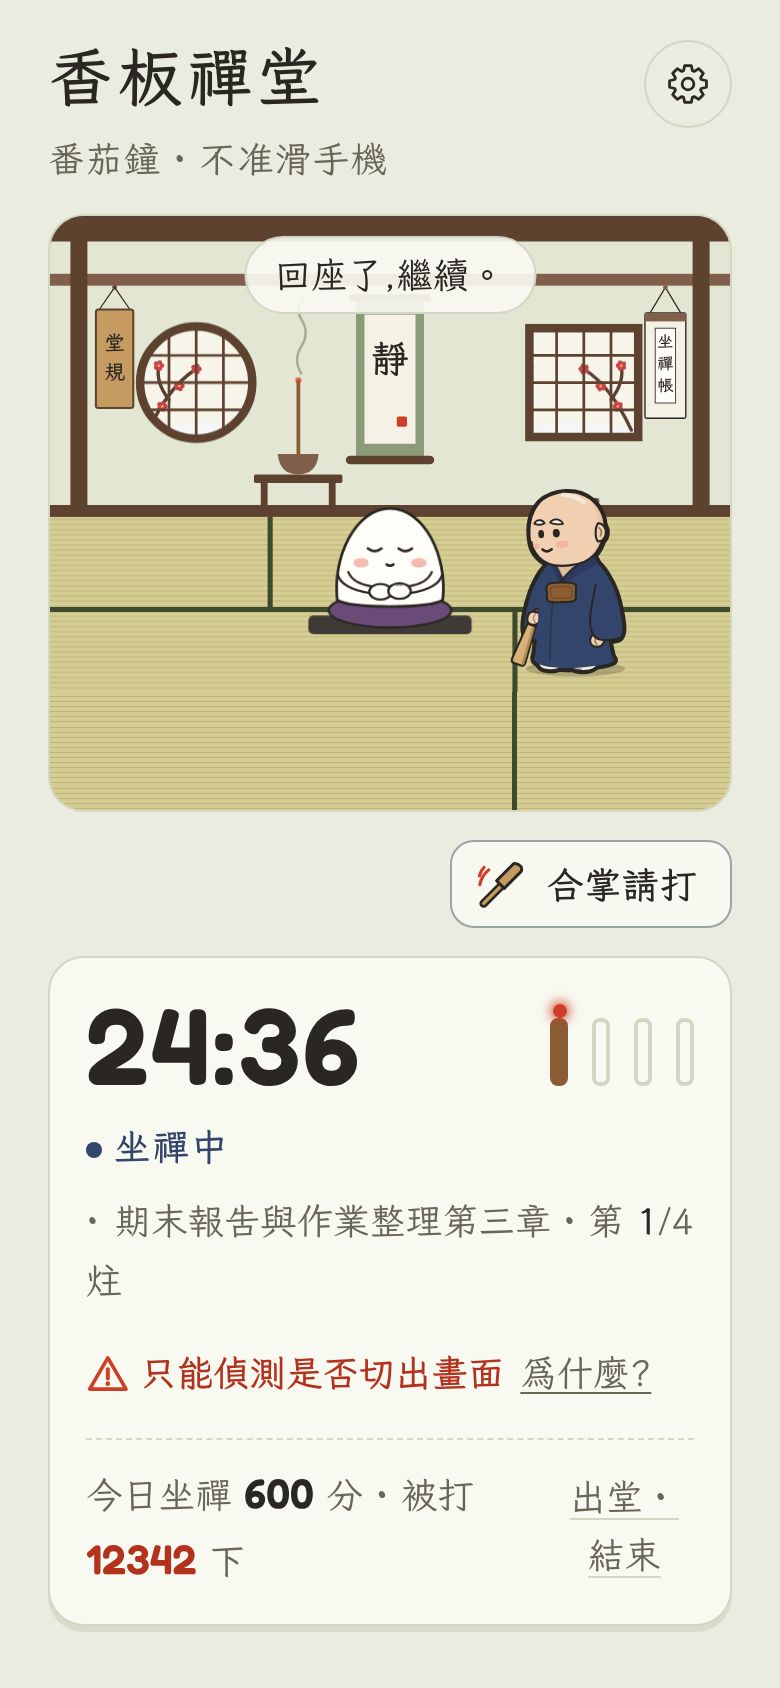 香板禪堂
番茄鐘・不准滑手機
回座了,繼續。
堂規
靜
坐禪帳
合掌請打
24:36
坐禪中
・期末報告與作業整理第三章・第 1/4
炷
只能偵測是否切出畫面 為什麼?
今日坐禪 600 分・被打
12342 下
出堂・
結束